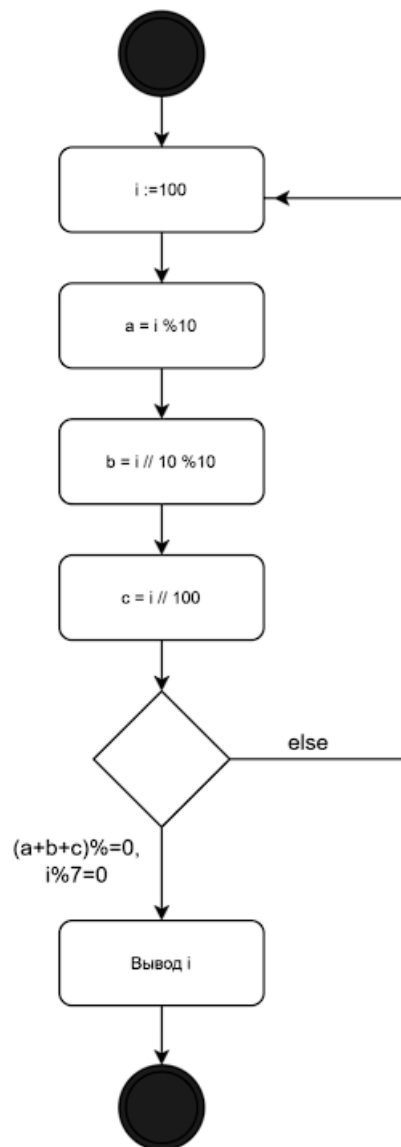 i :=100
a = i %10
b = i // 10 %10
c = i // 100
else
(a+b+c)%=0,
i%7=0
Вывод i